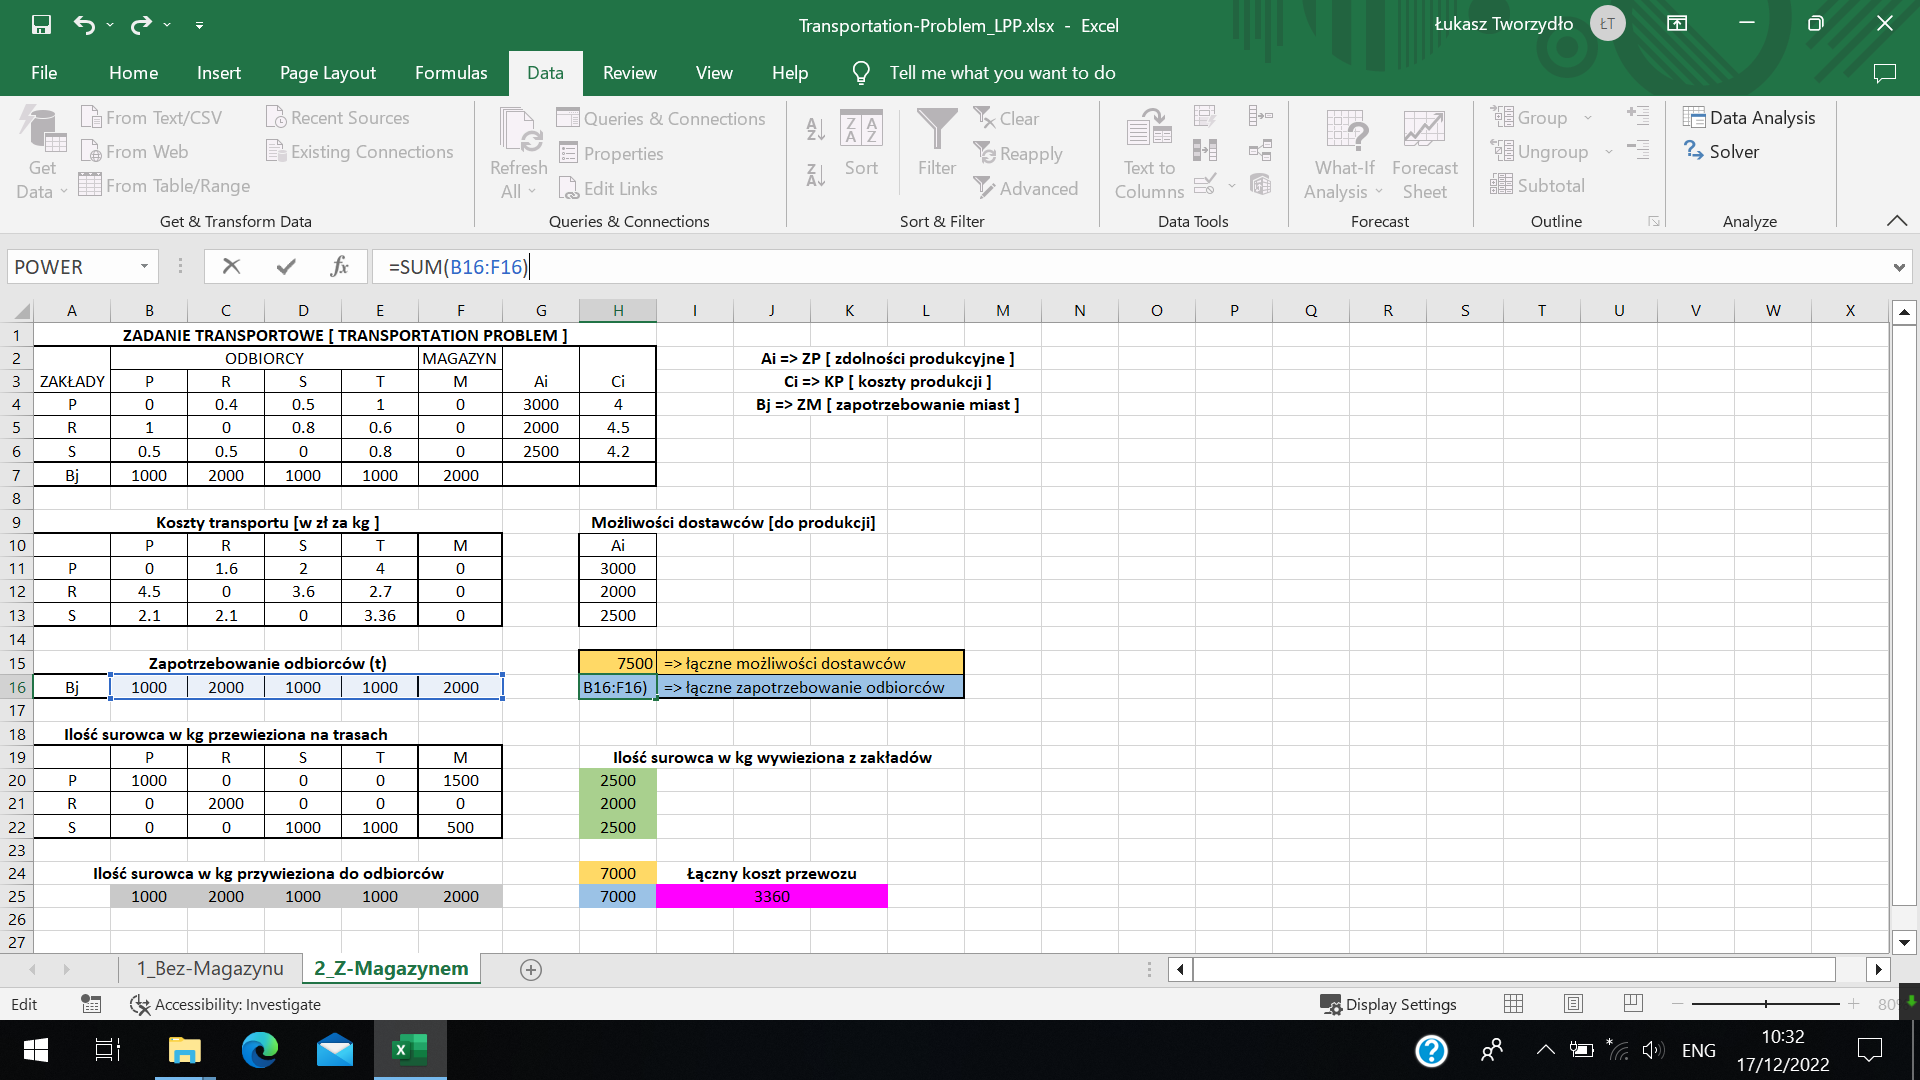 Transportation-Problem_LPP.xlsx - Excel
Łukasz Tworzydło ŁT
File Home Insert Page Layout Formulas Data Review View Help Tell me what you want to do
Get Data
From Text/CSV
From Web
From Table/Range
Recent Sources
Existing Connections
Get & Transform Data
Refresh All
Queries & Connections
Properties
Edit Links
Queries & Connections
Sort
Filter
Clear
Reapply
Advanced
Sort & Filter
Text to Columns
Data Tools
What-If Analysis
Forecast Sheet
Forecast
Group
Ungroup
Subtotal
Outline
Data Analysis
Solver
Analyze
POWER fx =SUM(B16:F16)
A B C D E F G H I J K L M N O P Q R S T U V W X
1 ZADANIE TRANSPORTOWE [ TRANSPORTATION PROBLEM ]
2 ODBIORCY MAGAZYN Ai => ZP [ zdolności produkcyjne ]
3 ZAKŁADY P R S T M Ai Ci Ci => KP [ koszty produkcji ]
4 P 0 0.4 0.5 1 0 3000 4 Bj => ZM [ zapotrzebowanie miast ]
5 R 1 0 0.8 0.6 0 2000 4.5
6 S 0.5 0.5 0 0.8 0 2500 4.2
7 Bj 1000 2000 1000 1000 2000
8
9 Koszty transportu [w zł za kg ] Możliwości dostawców [do produkcji]
10 P R S T M Ai
11 P 0 1.6 2 4 0 3000
12 R 4.5 0 3.6 2.7 0 2000
13 S 2.1 2.1 0 3.36 0 2500
14
15 Zapotrzebowanie odbiorców (t) 7500 => łączne możliwości dostawców
16 Bj 1000 2000 1000 1000 2000 B16:F16) => łączne zapotrzebowanie odbiorców
17
18 Ilość surowca w kg przewieziona na trasach
19 P R S T M Ilość surowca w kg wywieziona z zakładów
20 P 1000 0 0 0 1500 2500
21 R 0 2000 0 0 0 2000
22 S 0 0 1000 1000 500 2500
23
24 Ilość surowca w kg przywieziona do odbiorców 7000 Łączny koszt przewozu
25 1000 2000 1000 1000 2000 7000 3360
26
27
1_Bez-Magazynu 2_Z-Magazynem
Edit Accessibility: Investigate Display Settings
ENG 10:32
17/12/2022